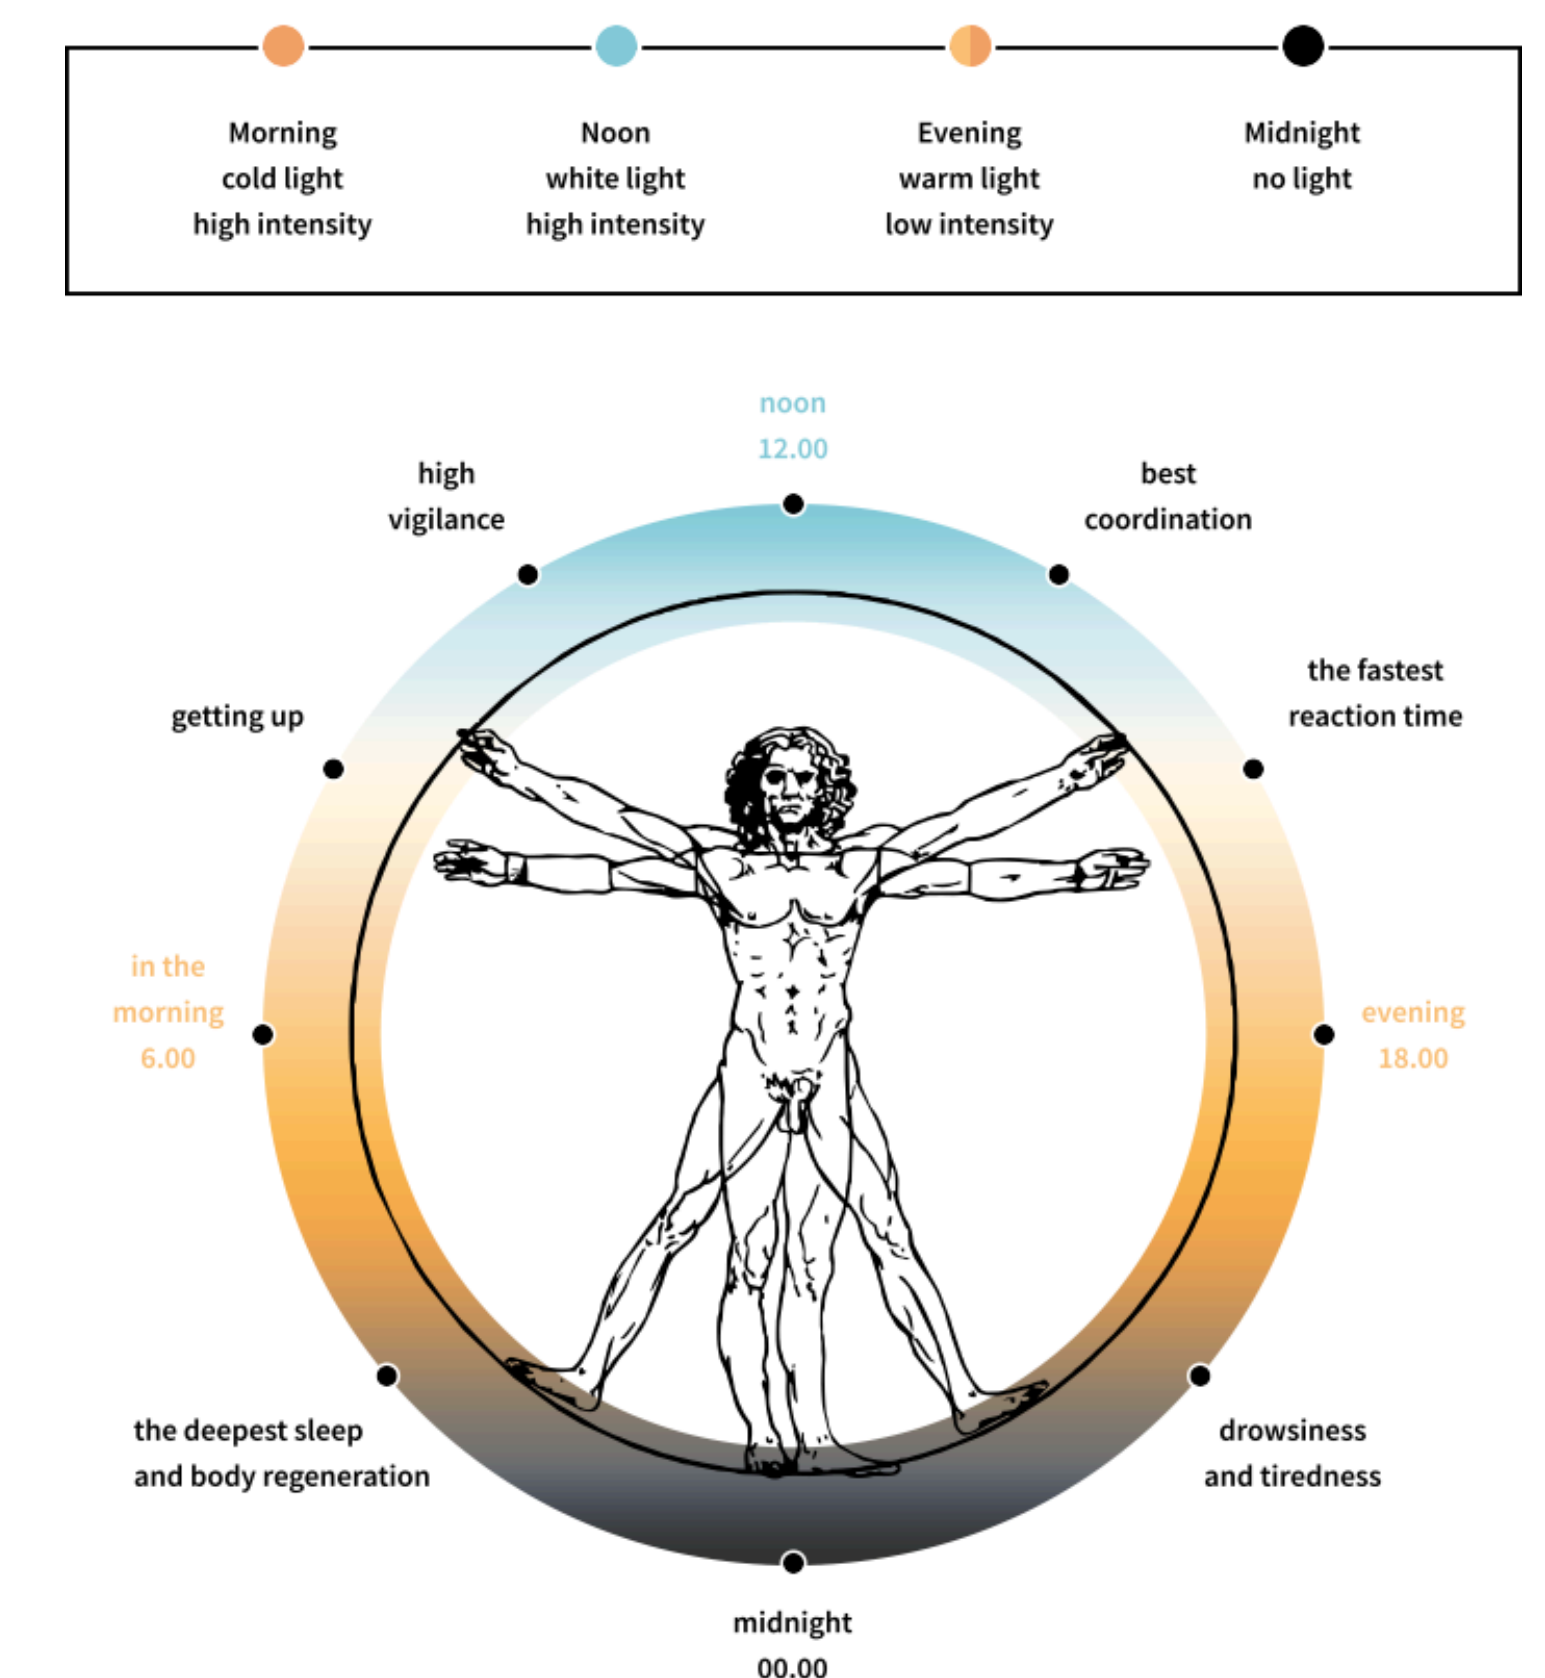 Morning
cold light
high intensity
Noon
white light
high intensity
Evening
warm light
low intensity
Midnight
no light
noon
12.00
high
vigilance
best
coordination
getting up
the fastest
reaction time
in the
morning
6.00
evening
18.00
the deepest sleep
and body regeneration
drowsiness
and tiredness
midnight
00.00